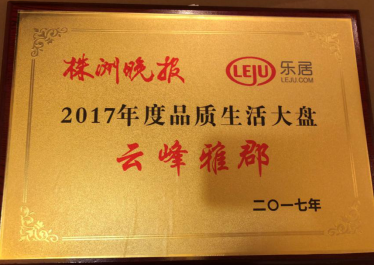 株洲晚报 LEJU 乐居
LEJU.COM
2017年度品质生活大盘
云峰雅郡
二〇一七年